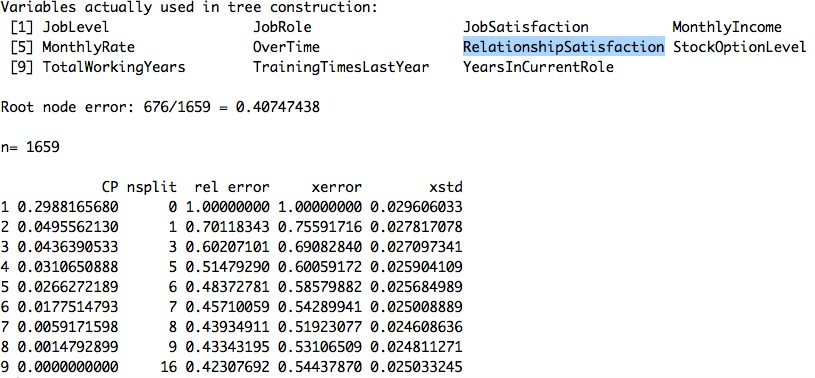 Variables actually used in tree construction:
[1] JobLevel JobRole JobSatisfaction MonthlyIncome
[5] MonthlyRate OverTime RelationshipSatisfaction StockOptionLevel
[9] TotalWorkingYears TrainingTimesLastYear YearsInCurrentRole
Root node error: 676/1659 = 0.40747438
n= 1659
CP nsplit rel error xerror xstd
1 0.2988165680 0 1.00000000 1.00000000 0.029606033
2 0.0495562130 1 0.70118343 0.75591716 0.027817078
3 0.0436390533 3 0.60207101 0.69082840 0.027097341
4 0.0310650888 5 0.51479290 0.60059172 0.025904109
5 0.0266272189 6 0.48372781 0.58579882 0.025684989
6 0.0177514793 7 0.45710059 0.54289941 0.025008889
7 0.0059171598 8 0.43934911 0.51923077 0.024608636
8 0.0014792899 9 0.43343195 0.53106509 0.024811271
9 0.0000000000 16 0.42307692 0.54437870 0.025033245